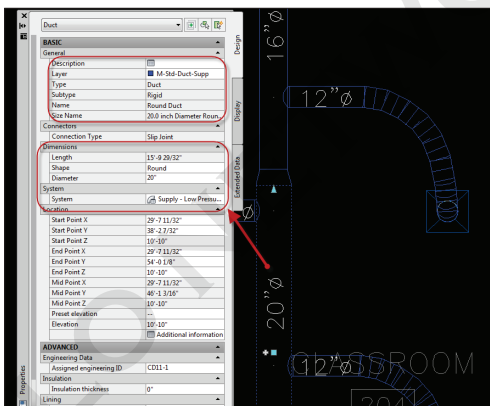 Duct
BASIC
General
Description
Layer M-Std-Duct-Supp
Type Duct
Subtype Rigid
Name Round Duct
Size Name 20.0 inch Diameter Roun...
Connectors
Connection Type Slip Joint
Dimensions
Length 15'-9 29/32"
Shape Round
Diameter 20"
System
System Supply - Low Pressu...
Location
Start Point X 29'-7 11/32"
Start Point Y 38'-2.7/32"
Start Point Z 10'-10"
End Point X 29'-7 11/32"
End Point Y 54'-0 1/8"
End Point Z 10'-10"
Mid Point X 29'-7 11/32"
Mid Point Y 46'-1 3/16"
Mid Point Z 10'-10"
Preset elevation --
Elevation 10'-10"
Additional information
ADVANCED
Engineering Data
Assigned engineering ID CD11-1
Insulation
Insulation thickness 0"
Lining
Properties
Design
Display
Extended Data
16"Ø
12"Ø
20"Ø
Ø
CLASSROOM
12"Ø
204